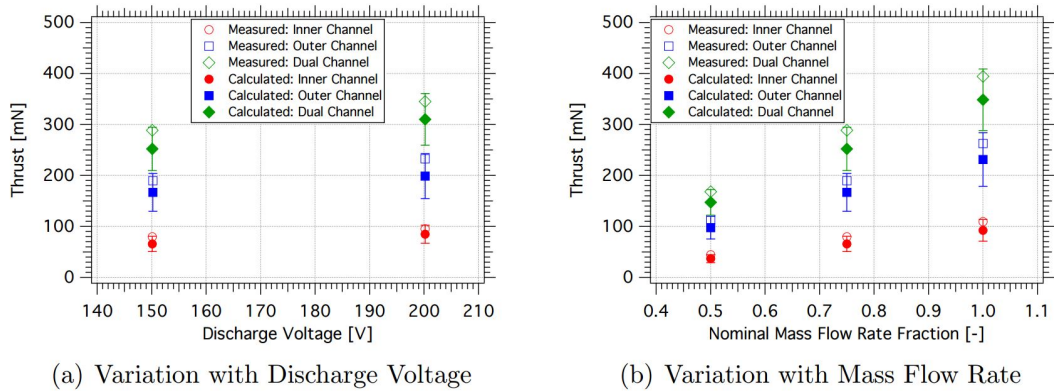 Thrust [mN]
500
400
300
200
100
0
Measured: Inner Channel
Measured: Outer Channel
Measured: Dual Channel
Calculated: Inner Channel
Calculated: Outer Channel
Calculated: Dual Channel
140 150 160 170 180 190 200 210
Discharge Voltage [V]
(a) Variation with Discharge Voltage
Thrust [mN]
500
400
300
200
100
0
Measured: Inner Channel
Measured: Outer Channel
Measured: Dual Channel
Calculated: Inner Channel
Calculated: Outer Channel
Calculated: Dual Channel
0.4 0.5 0.6 0.7 0.8 0.9 1.0 1.1
Nominal Mass Flow Rate Fraction [-]
(b) Variation with Mass Flow Rate